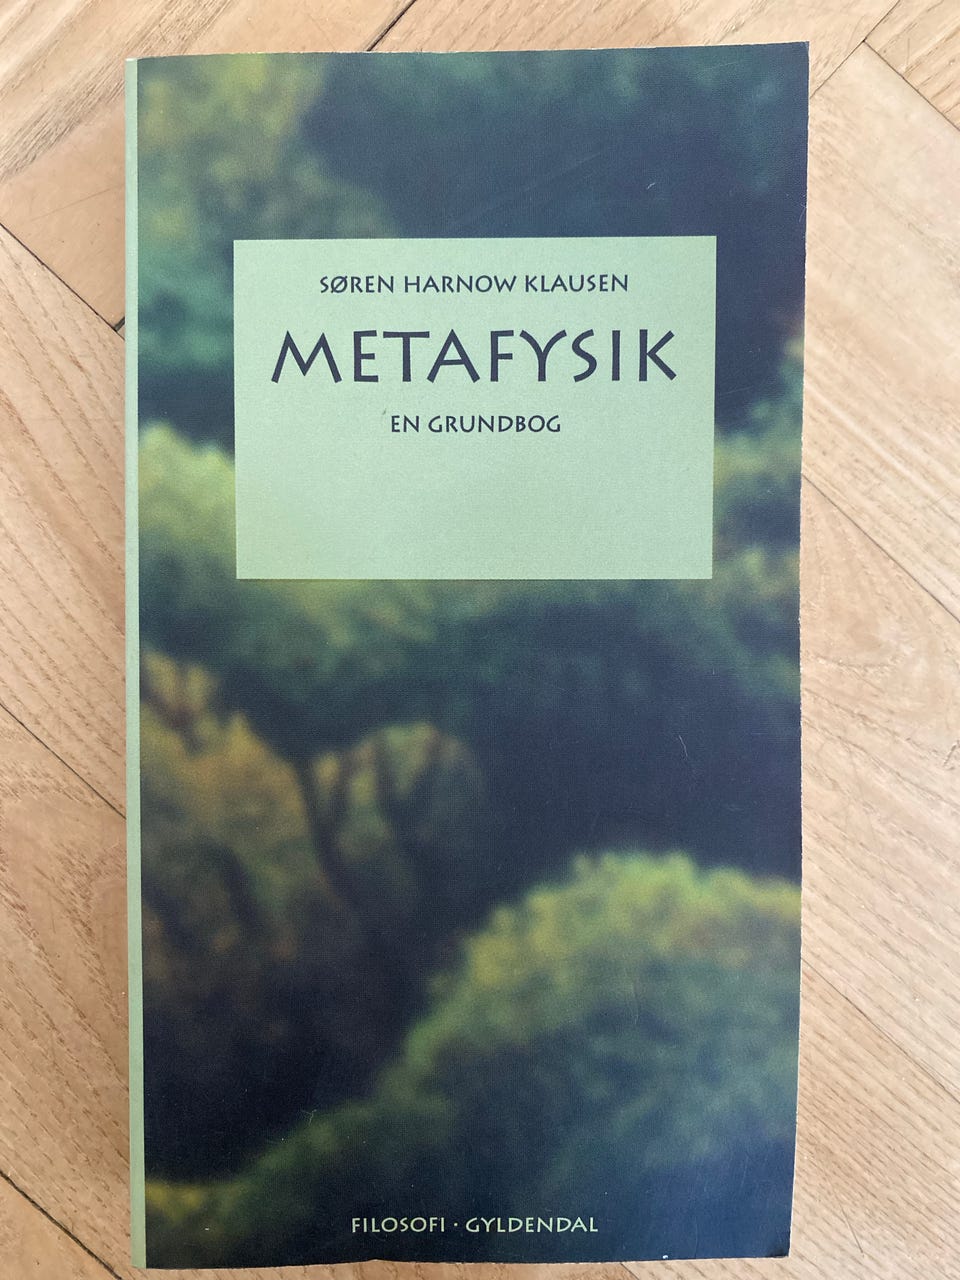 SØREN HARNOW KLAUSEN
METAFYSIK
EN GRUNDBOG
FILOSOFI · GYLDENDAL